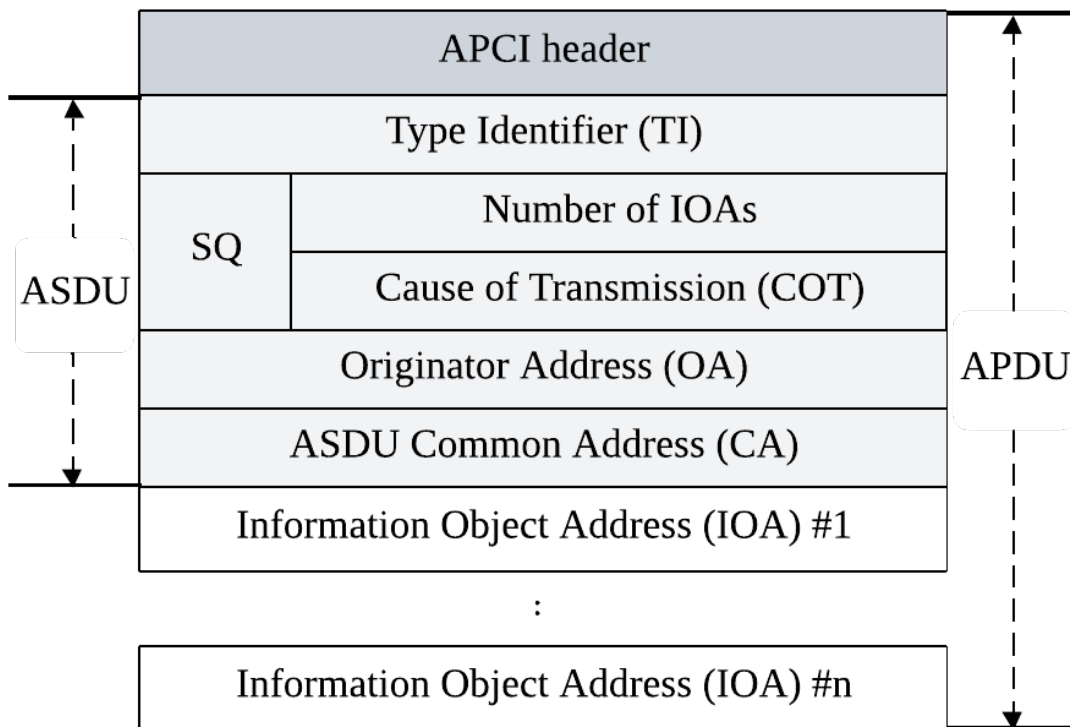 APCI header
Type Identifier (TI)
SQ
Number of IOAs
Cause of Transmission (COT)
ASDU
Originator Address (OA)
APDU
ASDU Common Address (CA)
Information Object Address (IOA) #1
:
Information Object Address (IOA) #n